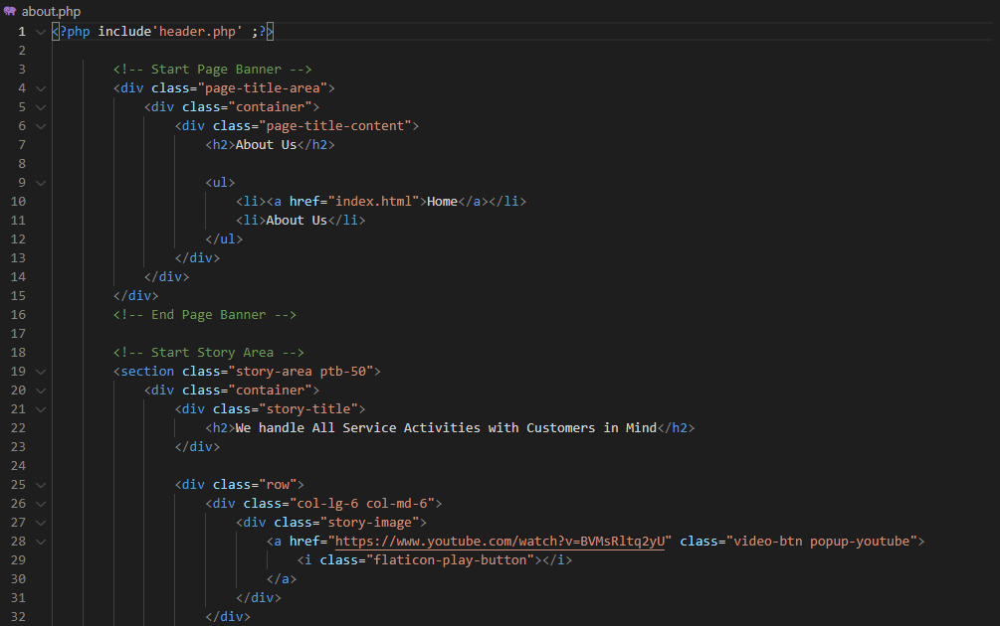 about.php
1 <?php include'header.php' ;?>
2
3 <!-- Start Page Banner -->
4 <div class="page-title-area">
5 <div class="container">
6 <div class="page-title-content">
7 <h2>About Us</h2>
8
9 <ul>
10 <li><a href="index.html">Home</a></li>
11 <li>About Us</li>
12 </ul>
13 </div>
14 </div>
15 </div>
16 <!-- End Page Banner -->
17
18 <!-- Start Story Area -->
19 <section class="story-area ptb-50">
20 <div class="container">
21 <div class="story-title">
22 <h2>We handle All Service Activities with Customers in Mind</h2>
23 </div>
24
25 <div class="row">
26 <div class="col-lg-6 col-md-6">
27 <div class="story-image">
28 <a href="https://www.youtube.com/watch?v=BVMsRltq2yU" class="video-btn popup-youtube">
29 <i class="flaticon-play-button"></i>
30 </a>
31 </div>
32 </div>